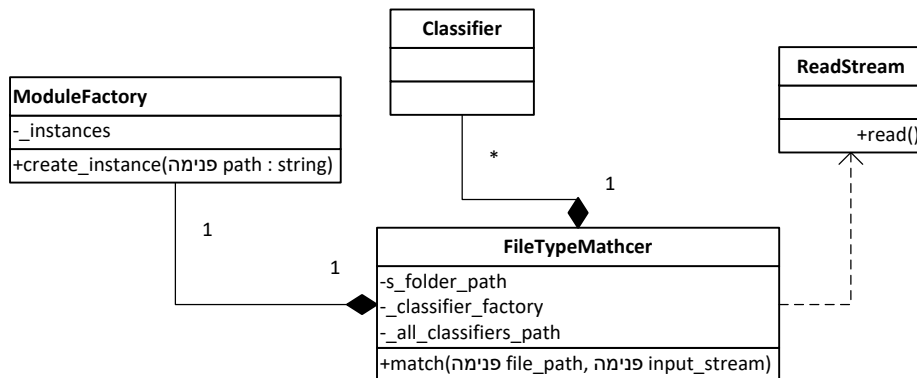 Classifier
ReadStream
+read()
ModuleFactory
-_instances
+create_instance(פנימה path : string)
*
1
1
1
FileTypeMathcer
-s_folder_path
-_classifier_factory
-_all_classifiers_path
+match(פנימה file_path, פנימה input_stream)